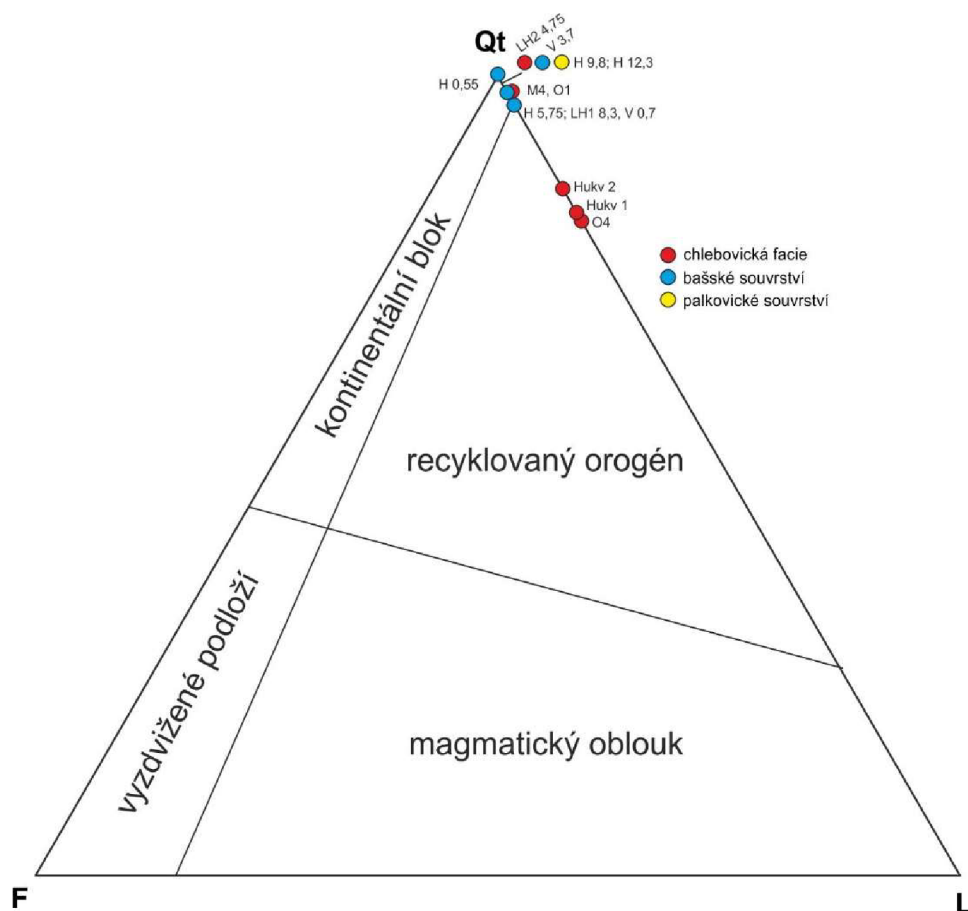 Qt
LH2 4,75
V 3,7
H 9,8; H 12,3
H 0,55
M4, O1
H 5,75; LH1 8,3, V 0,7
Hukv 2
Hukv 1
O4
chlebovická facie
bašské souvrství
palkovické souvrství
kontinentální blok
recyklovaný orogén
vyzdvižené podloží
magmatický oblouk
F
L